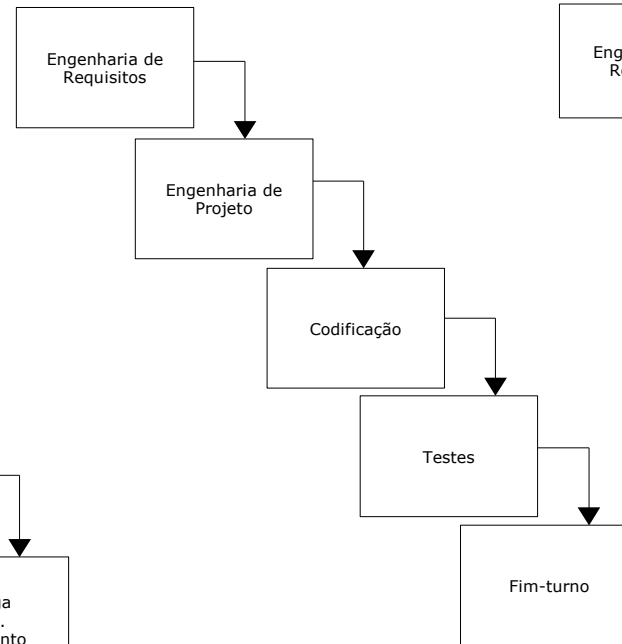 Engenharia de
Requisitos
Engenharia de
Projeto
Codificação
Testes
Fim-turno